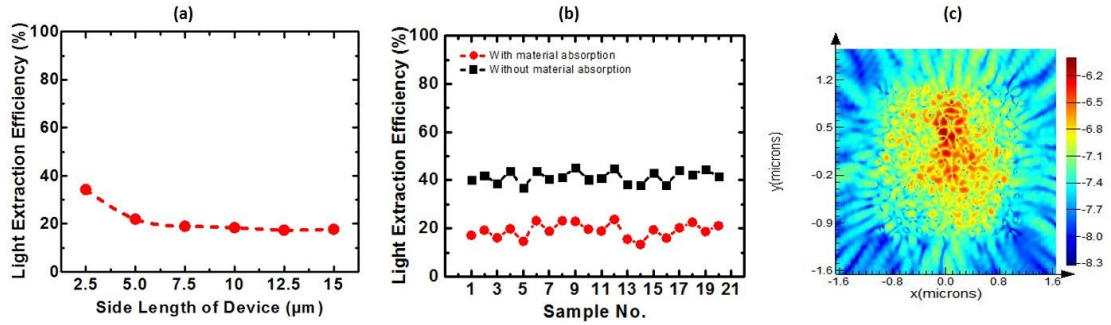 (a)
Light Extraction Efficiency (%)
100
80
60
40
20
0
2.5 5.0 7.5 10 12.5 15
Side Length of Device (µm)
(b)
Light Extraction Efficiency (%)
100
80
60
40
20
0
With material absorption
Without material absorption
1 3 5 7 9 11 13 15 17 19 21
Sample No.
(c)
y(microns)
1.2
0.5
-0.2
-0.9
-1.6
-1.6 -0.8 0.0 0.8 1.6
x(microns)
-6.2
-6.5
-6.8
-7.1
-7.4
-7.7
-8.0
-8.3